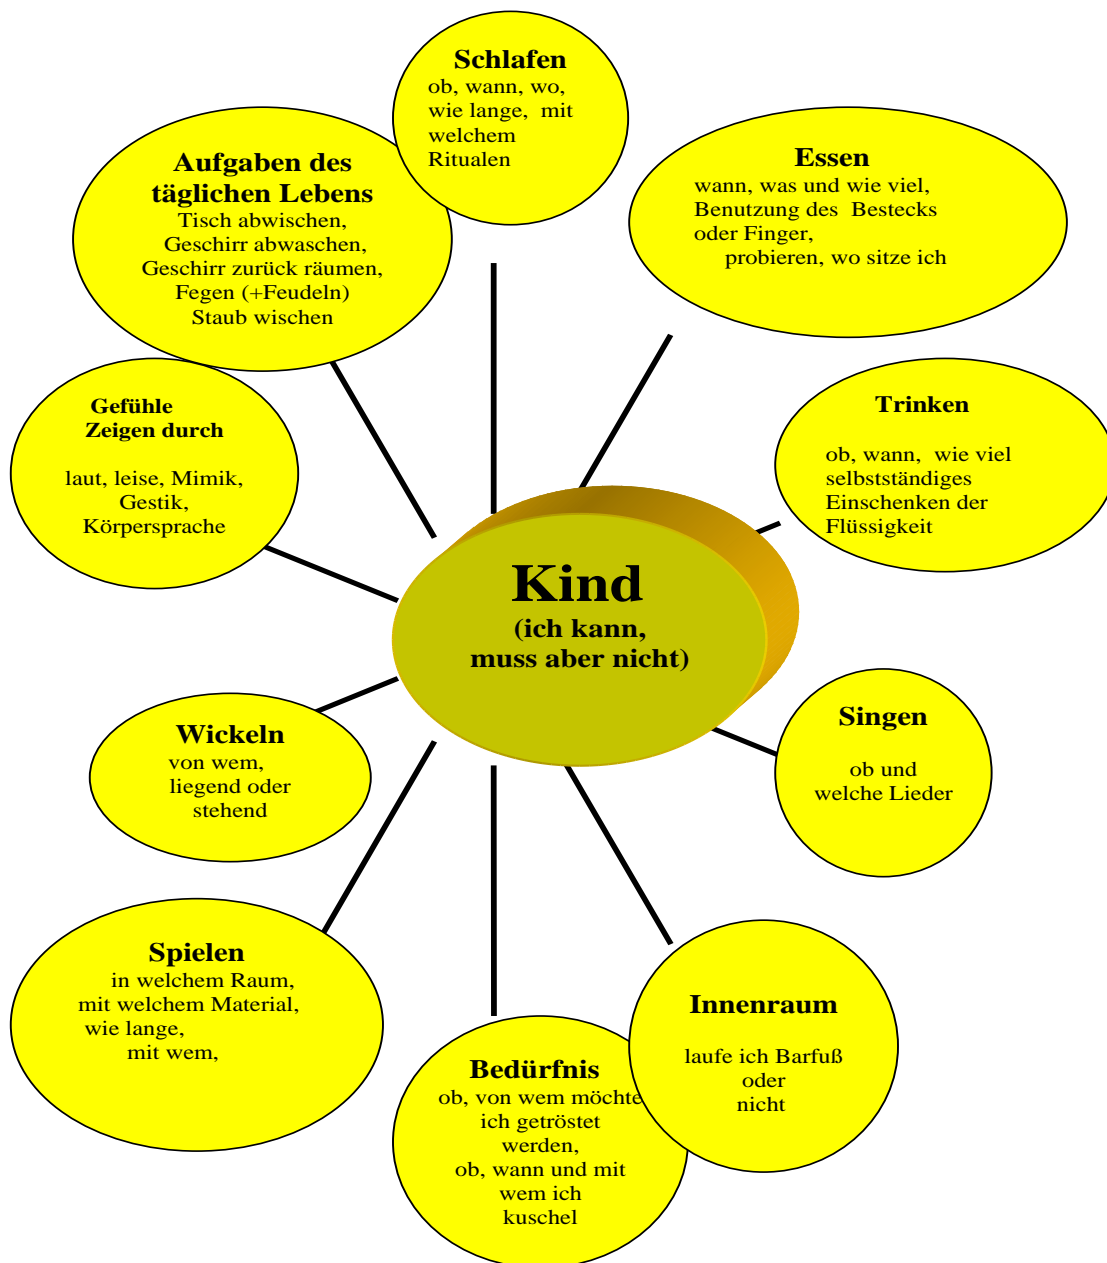 Schlafen
ob, wann, wo,
wie lange,  mit
welchem
Ritualen
Essen
wann, was und wie viel,
Benutzung des  Bestecks
oder Finger,
probieren, wo sitze ich
Trinken
ob, wann,  wie viel
selbstständiges
Einschenken der
Flüssigkeit
Singen
ob und
welche Lieder
Innenraum
laufe ich Barfuß
oder
nicht
Bedürfnis
ob, von wem möchte
ich getröstet
werden,
ob, wann und mit
wem ich
kuschel
Spielen
in welchem Raum,
mit welchem Material,
wie lange,
mit wem,
Wickeln
von wem,
liegend oder
stehend
Gefühle
Zeigen durch
laut, leise, Mimik,
Gestik,
Körpersprache
Aufgaben des
täglichen Lebens
Tisch abwischen,
Geschirr abwaschen,
Geschirr zurück räumen,
Fegen (+Feudeln)
Staub wischen
Kind
(ich kann,
muss aber nicht)